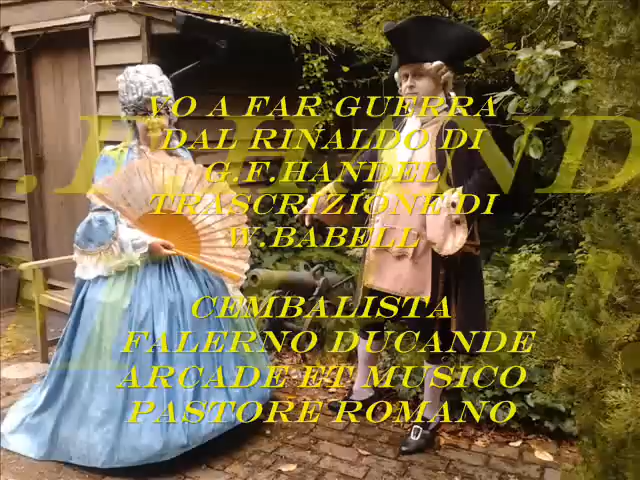 VO A FAR GUERRA
DAL RINALDO DI
G.F.HANDEL
TRASCRIZIONE DI
W.BABELL
CEMBALISTA
FALERNO DUCANDE
ARCADE ET MUSICO
PASTORE ROMANO